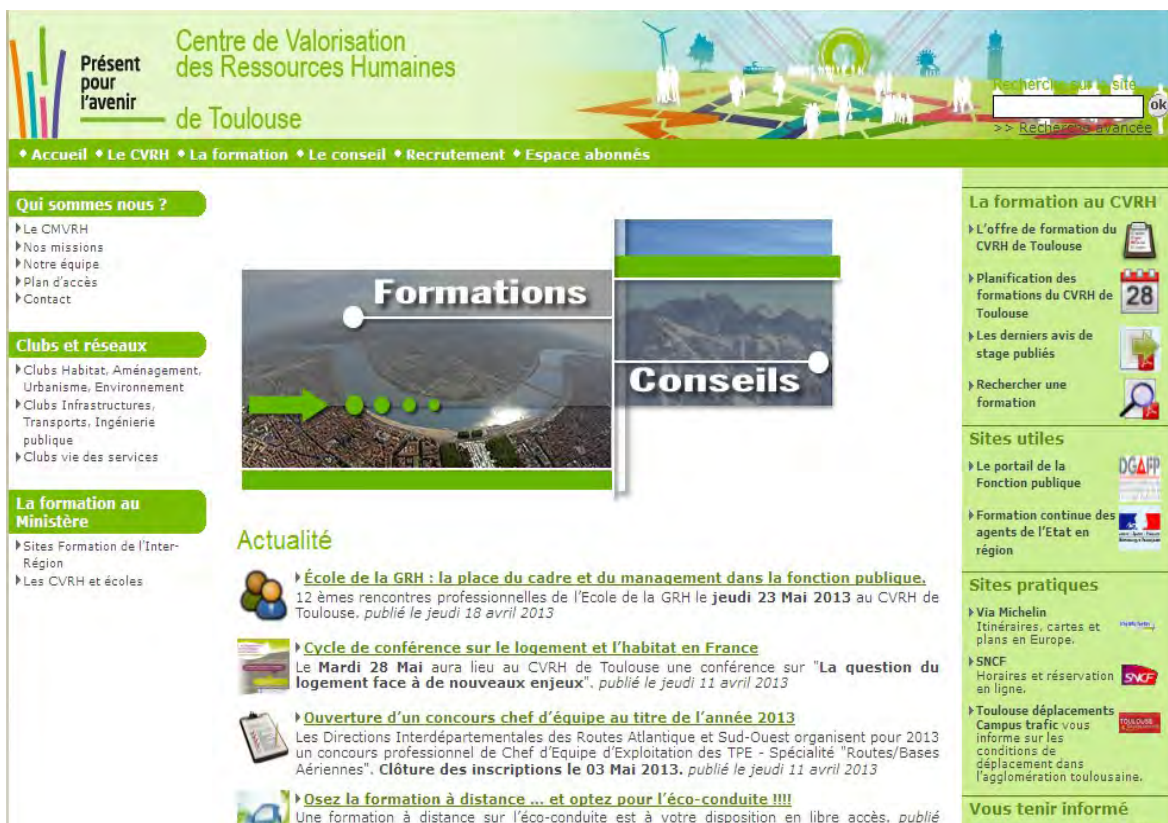 Présent
pour
l'avenir
Centre de Valorisation
des Ressources Humaines
de Toulouse
Recherche sur le site
ok
>> Recherche avancée
Accueil Le CVRH La formation Le conseil Recrutement Espace abonnés
Qui sommes nous ?
Le CMVRH
Nos missions
Notre équipe
Plan d'accès
Contact
Clubs et réseaux
Clubs Habitat, Aménagement,
Urbanisme, Environnement
Clubs Infrastructures,
Transports, Ingénierie
publique
Clubs vie des services
La formation au
Ministère
Sites Formation de l'Inter-
Région
Les CVRH et écoles
Formations
Conseils
Actualité
École de la GRH : la place du cadre et du management dans la fonction publique.
12 èmes rencontres professionnelles de l'Ecole de la GRH le jeudi 23 Mai 2013 au CVRH de
Toulouse. publié le jeudi 18 avril 2013
Cycle de conférence sur le logement et l'habitat en France
Le Mardi 28 Mai aura lieu au CVRH de Toulouse une conférence sur "La question du
logement face à de nouveaux enjeux". publié le jeudi 11 avril 2013
Ouverture d'un concours chef d'équipe au titre de l'année 2013
Les Directions Interdépartementales des Routes Atlantique et Sud-Ouest organisent pour 2013
un concours professionnel de Chef d'Equipe d'Exploitation des TPE - Spécialité "Routes/Bases
Aériennes". Clôture des inscriptions le 03 Mai 2013. publié le jeudi 11 avril 2013
Osez la formation à distance ... et optez pour l'éco-conduite !!!!
Une formation à distance sur l'éco-conduite est à votre disposition en libre accès. publié
La formation au CVRH
L'offre de formation du
CVRH de Toulouse
Planification des
formations du CVRH de
Toulouse
28
Les derniers avis de
stage publiés
Rechercher une
formation
Sites utiles
Le portail de la
Fonction publique
DGAFP
Formation continue des
agents de l'Etat en
région
Sites pratiques
Via Michelin
Itinéraires, cartes et
plans en Europe.
SNCF
Horaires et réservation
en ligne.
SNCF
Toulouse déplacements
Campus trafic vous
informe sur les
conditions de
déplacement dans
l'agglomération toulousaine.
TOULOUSE
Vous tenir informé